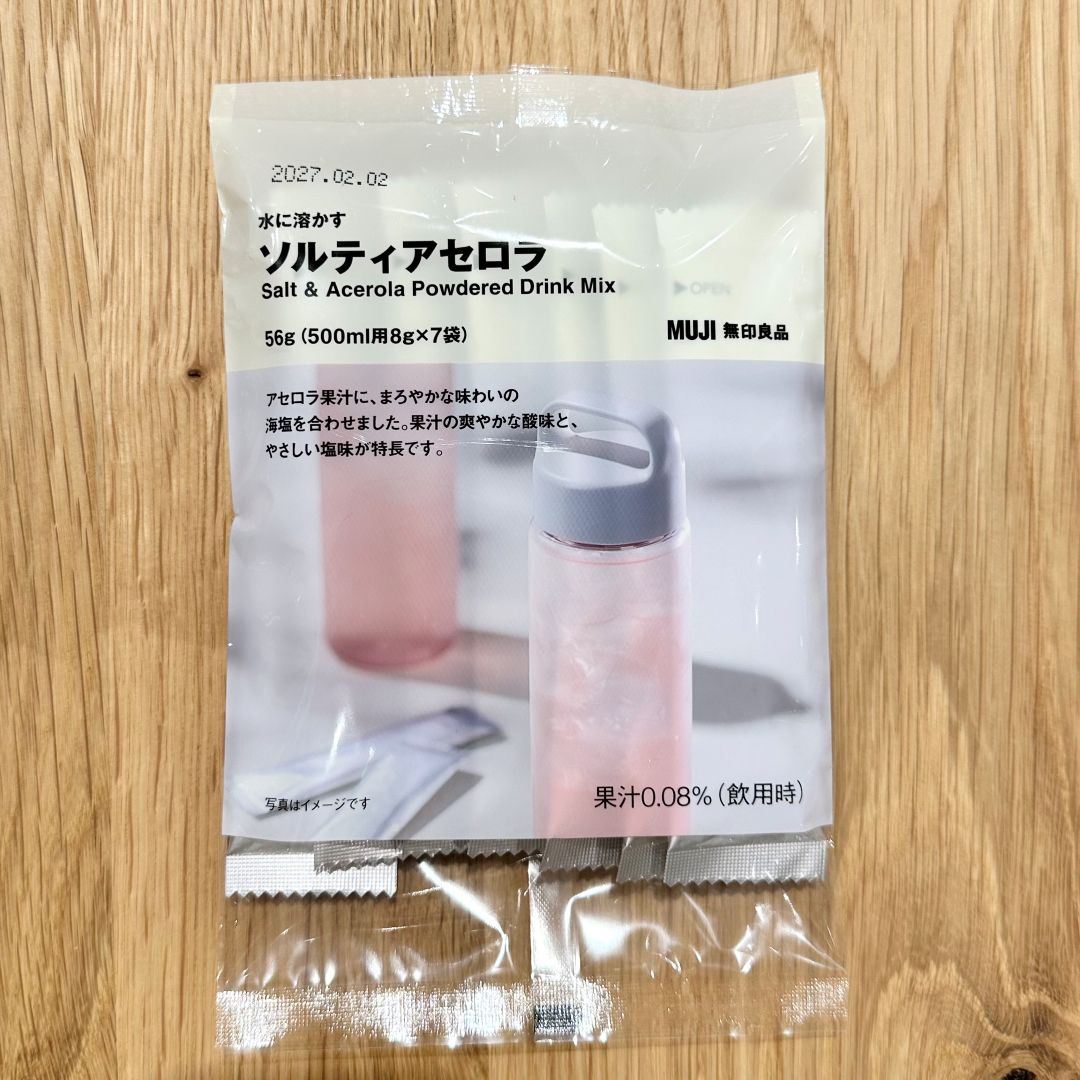 2027.02.02
水に溶かす
ソルティアセロラ
Salt & Acerola Powdered Drink Mix
▶OPEN
56g（500ml用8g×7袋）
MUJI 無印良品
アセロラ果汁に、まろやかな味わいの
海塩を合わせました。果汁の爽やかな酸味と、
やさしい塩味が特長です。
写真はイメージです
果汁0.08%（飲用時）